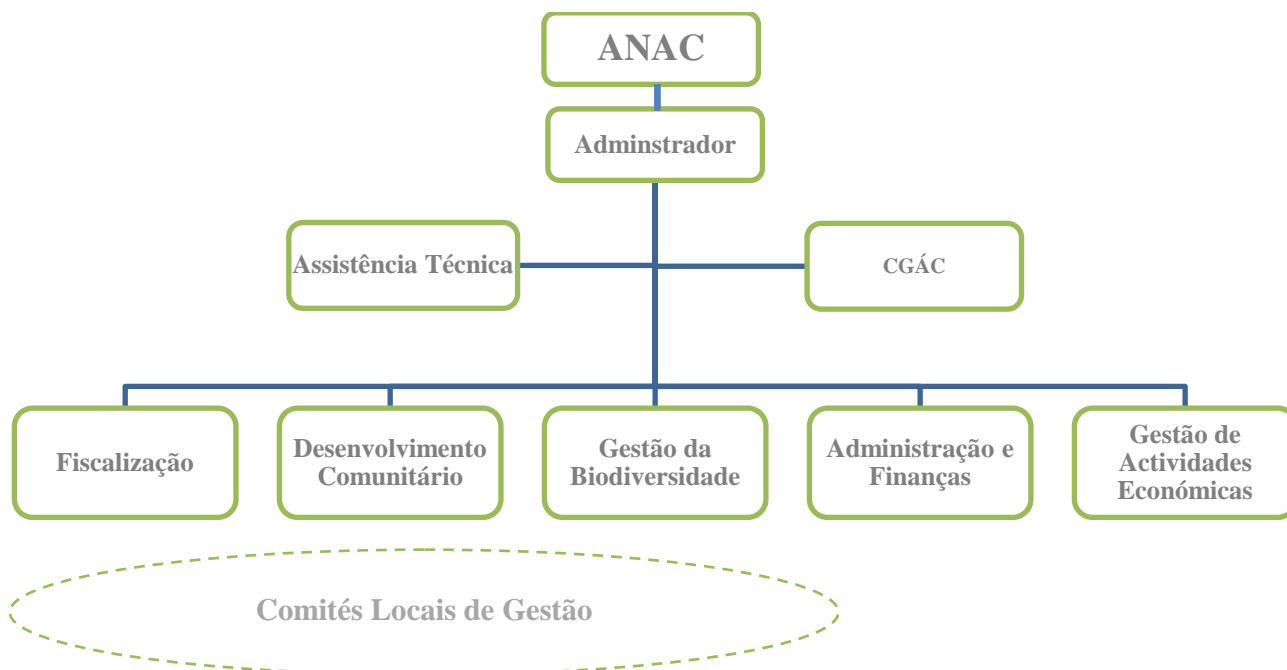 ANAC
Adminstrador
Assistência Técnica
CGÁC
Fiscalização
Desenvolvimento
Comunitário
Gestão da
Biodiversidade
Administração e
Finanças
Gestão de
Actividades
Económicas
Comités Locais de Gestão